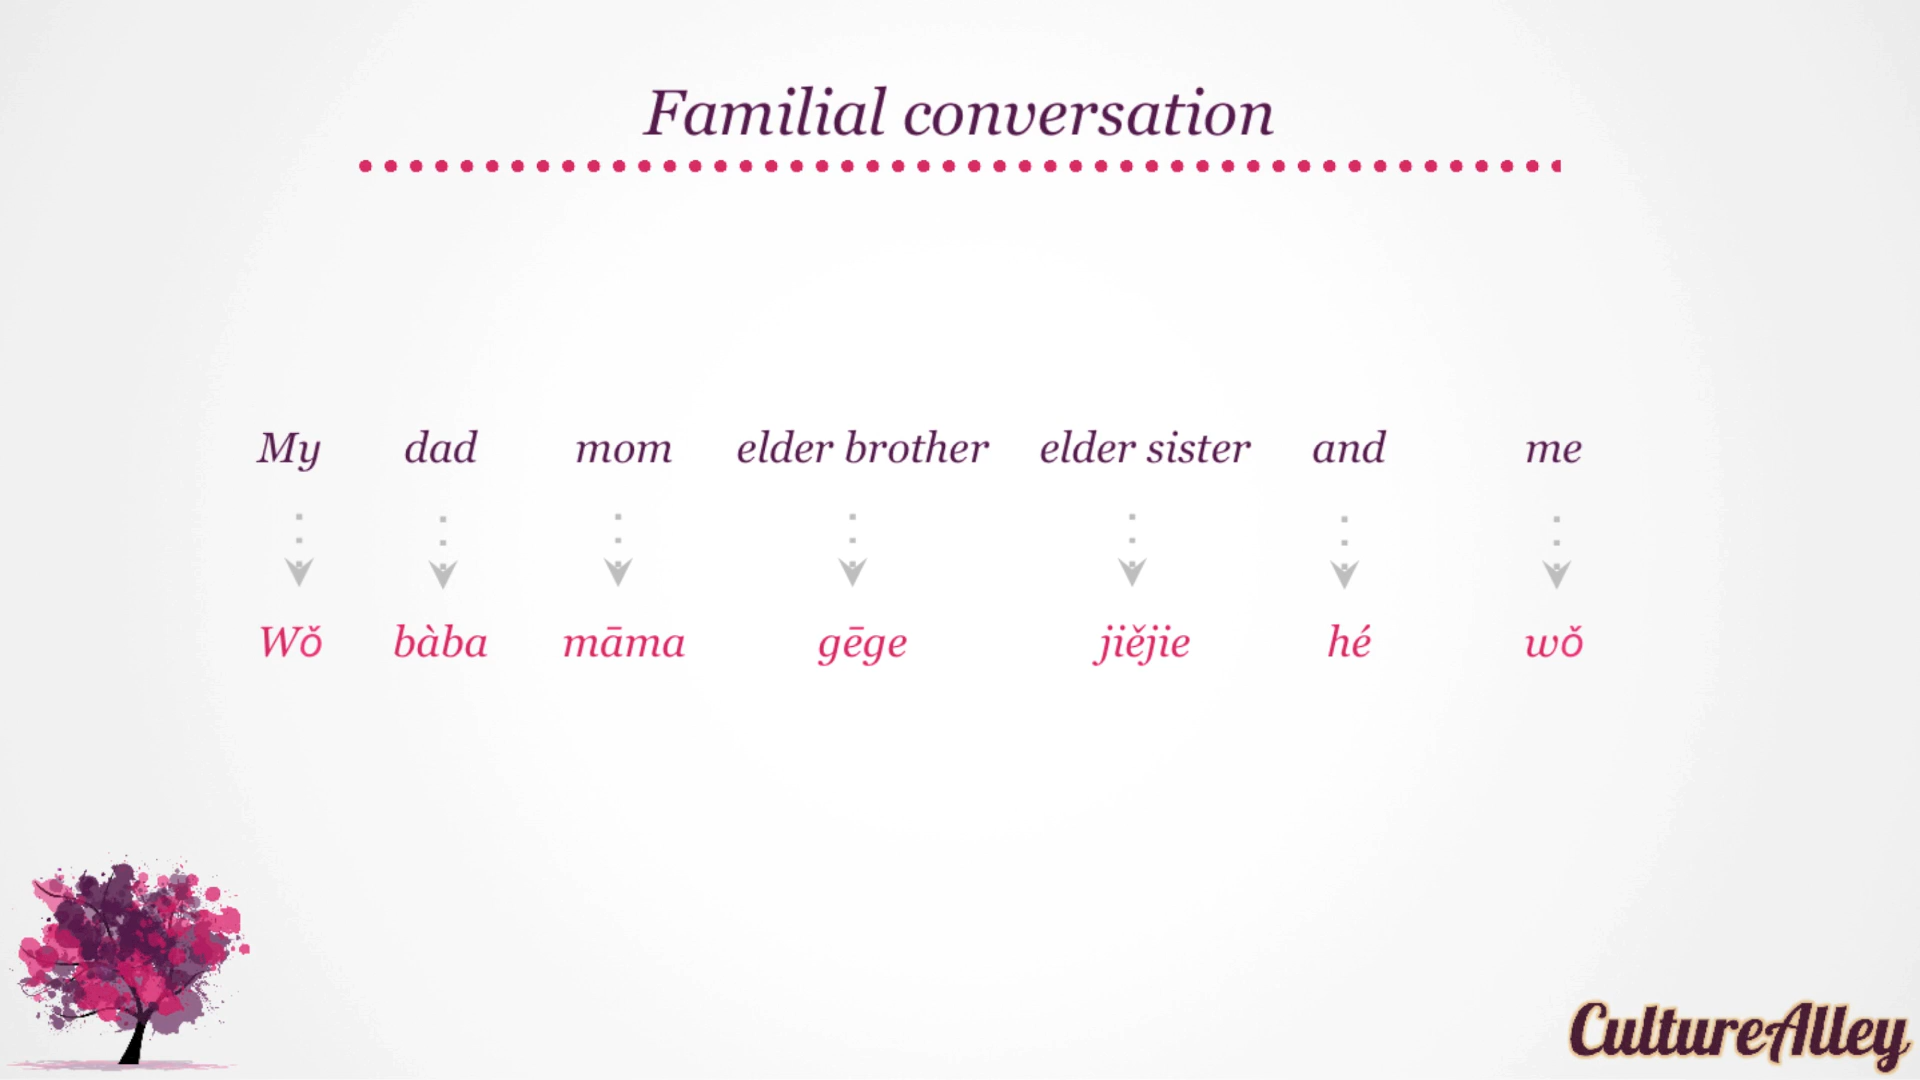 Familial conversation
My dad mom elder brother elder sister and me
Wǒ bàba māma gēge jiějie hé wǒ
CultureAlley